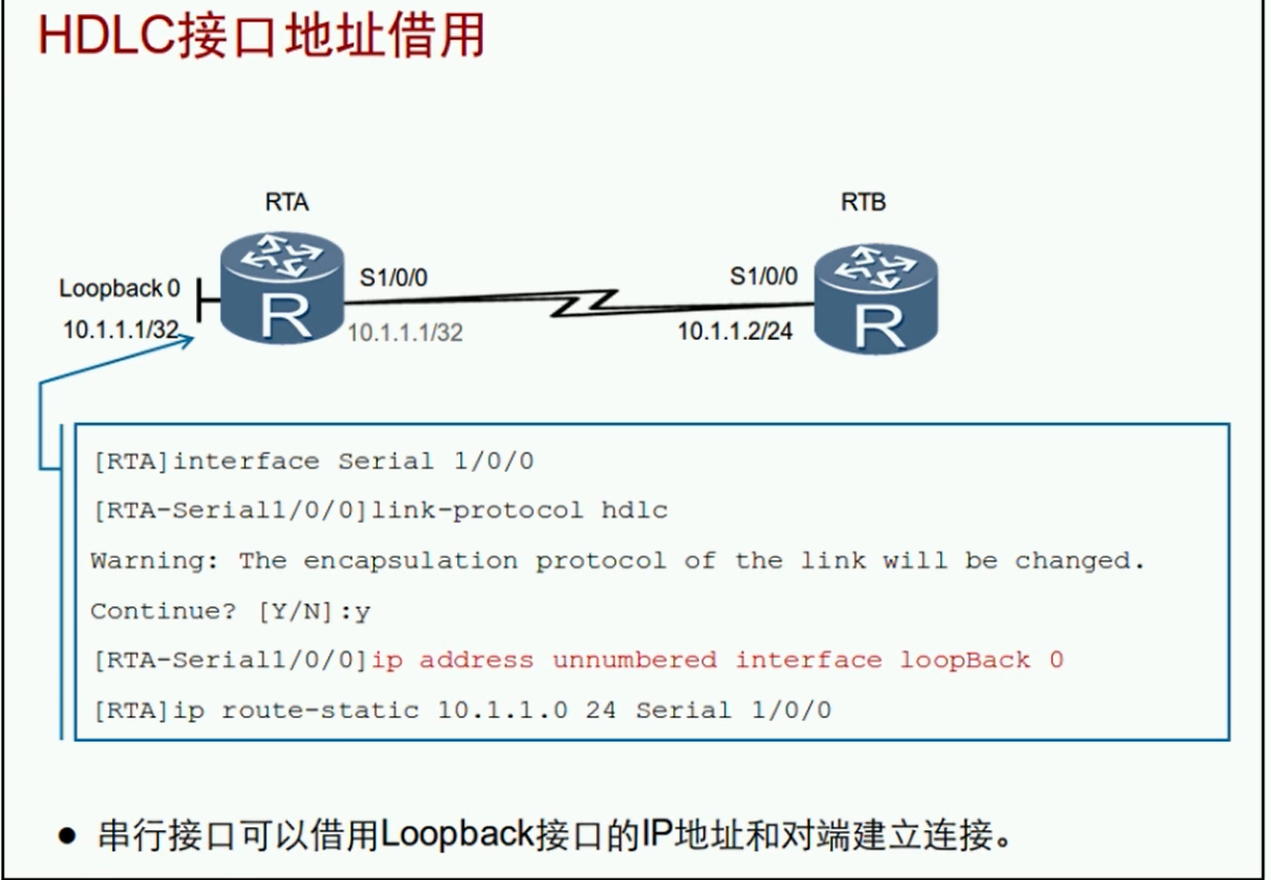 HDLC接口地址借用
RTA
RTB
Loopback 0
S1/0/0
S1/0/0
10.1.1.1/32
10.1.1.1/32
10.1.1.2/24
R
R
[RTA]interface Serial 1/0/0
[RTA-Serial1/0/0]link-protocol hdlc
Warning: The encapsulation protocol of the link will be changed.
Continue? [Y/N]:y
[RTA-Serial1/0/0]ip address unnumbered interface loopBack 0
[RTA]ip route-static 10.1.1.0 24 Serial 1/0/0
● 串行接口可以借用Loopback接口的IP地址和对端建立连接。